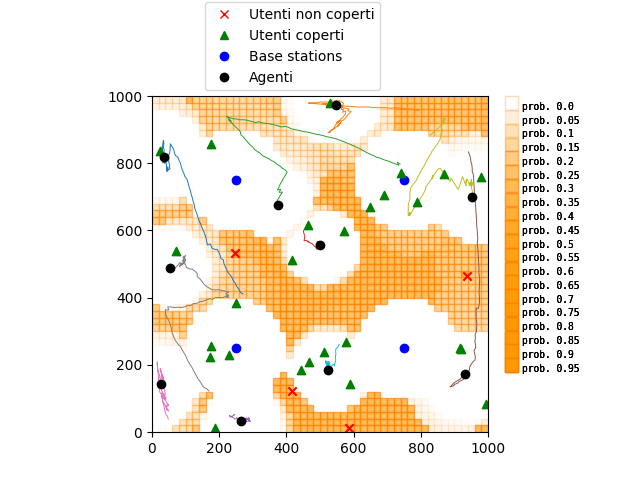 Utenti non coperti
Utenti coperti
Base stations
Agenti
1000
800
600
400
200
0
0
200
400
600
800
1000
prob. 0.0
prob. 0.05
prob. 0.1
prob. 0.15
prob. 0.2
prob. 0.25
prob. 0.3
prob. 0.35
prob. 0.4
prob. 0.45
prob. 0.5
prob. 0.55
prob. 0.6
prob. 0.65
prob. 0.7
prob. 0.75
prob. 0.8
prob. 0.85
prob. 0.9
prob. 0.95